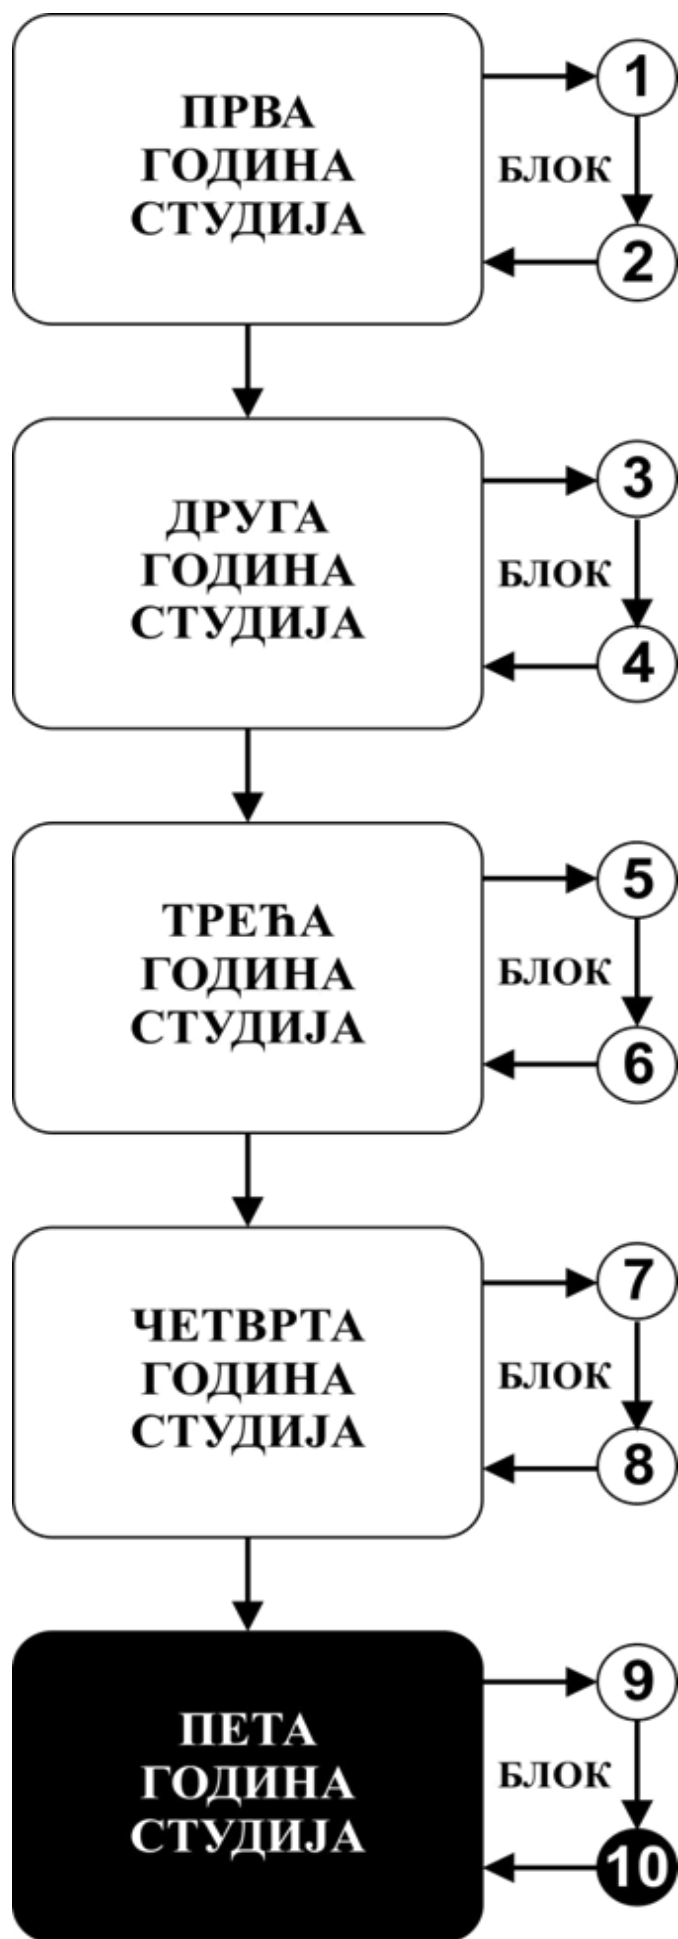 ПРВА
ГОДИНА
СТУДИЈА
1
БЛОК
2
ДРУГА
ГОДИНА
СТУДИЈА
3
БЛОК
4
ТРЕЋА
ГОДИНА
СТУДИЈА
5
БЛОК
6
ЧЕТВРТА
ГОДИНА
СТУДИЈА
7
БЛОК
8
ПЕТА
ГОДИНА
СТУДИЈА
9
БЛОК
10